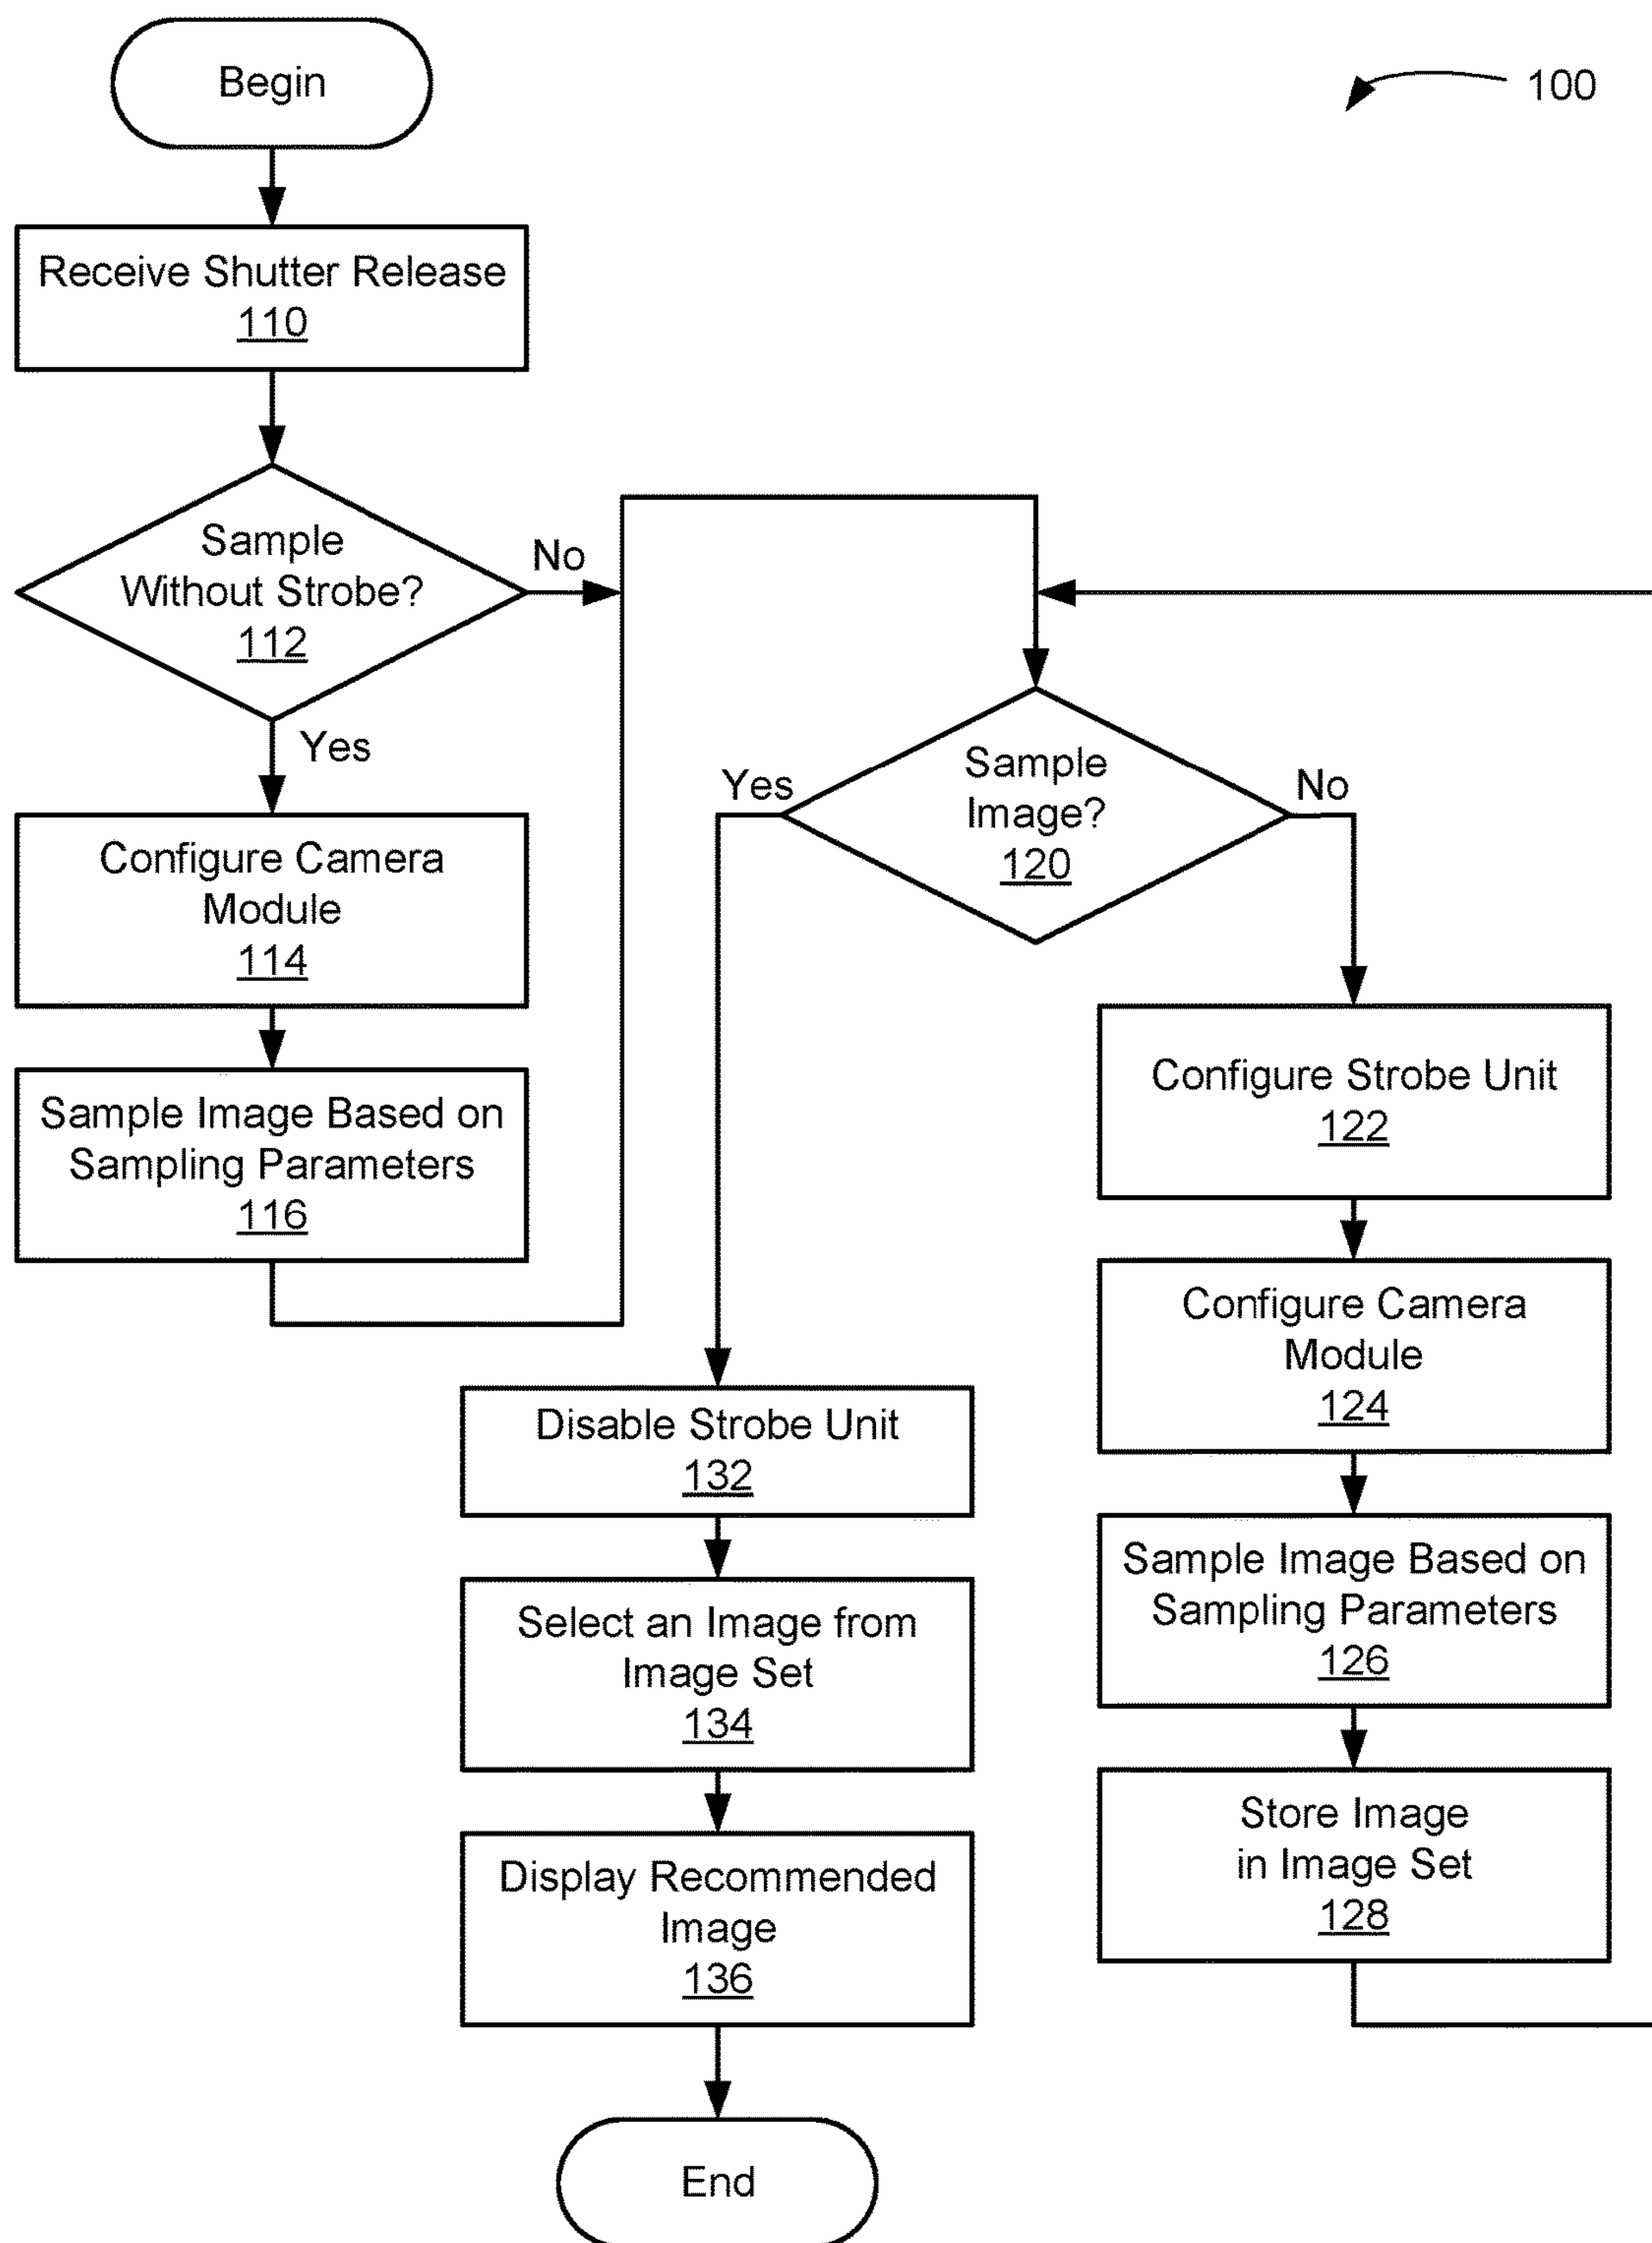 Begin
100
Receive Shutter Release
110
Sample
Without Strobe?
112
No
Yes
Configure Camera
Module
114
Sample Image Based on
Sampling Parameters
116
Sample
Image?
120
Yes
No
Configure Strobe Unit
122
Configure Camera
Module
124
Sample Image Based on
Sampling Parameters
126
Store Image
in Image Set
128
Disable Strobe Unit
132
Select an Image from
Image Set
134
Display Recommended
Image
136
End